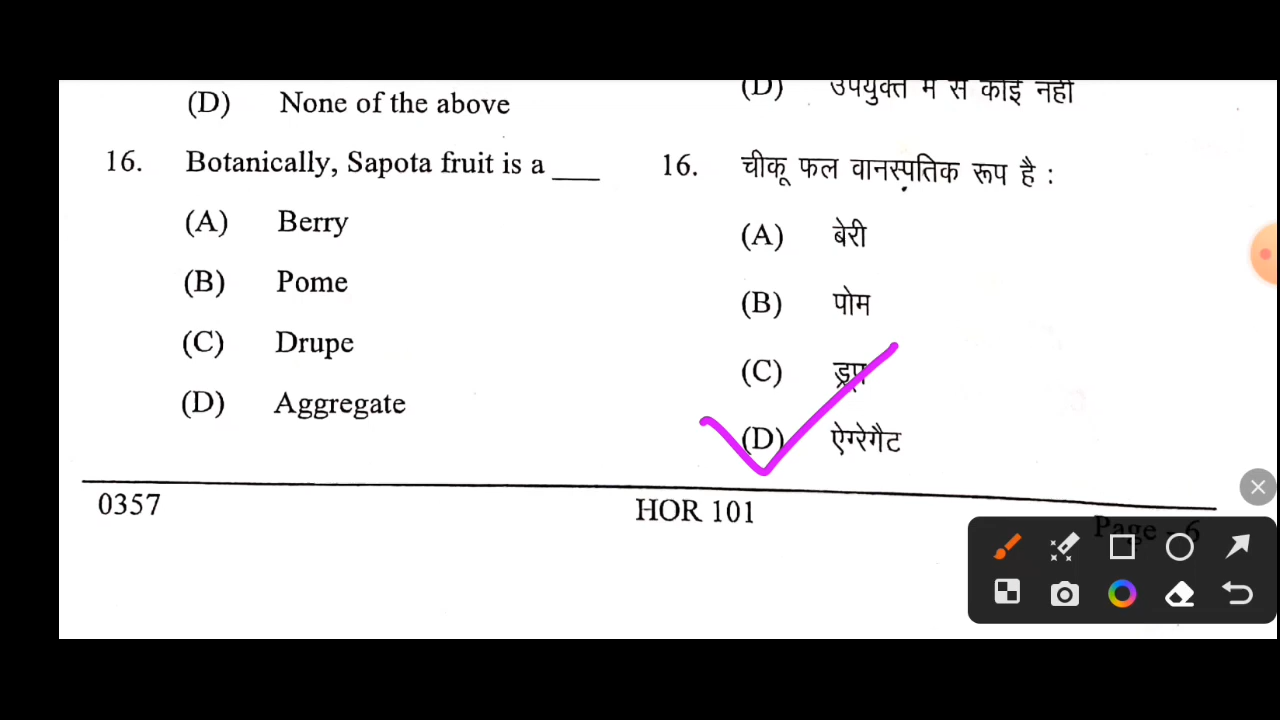 (D) None of the above
(D) उपर्युक्त में से कोई नहीं
16. Botanically, Sapota fruit is a ___
(A) Berry
(B) Pome
(C) Drupe
(D) Aggregate
16. चीकू फल वानस्पतिक रूप है :
(A) बेरी
(B) पोम
(C) ड्रूप
(D) ऐग्रेगैट
0357
HOR 101
Page - 6